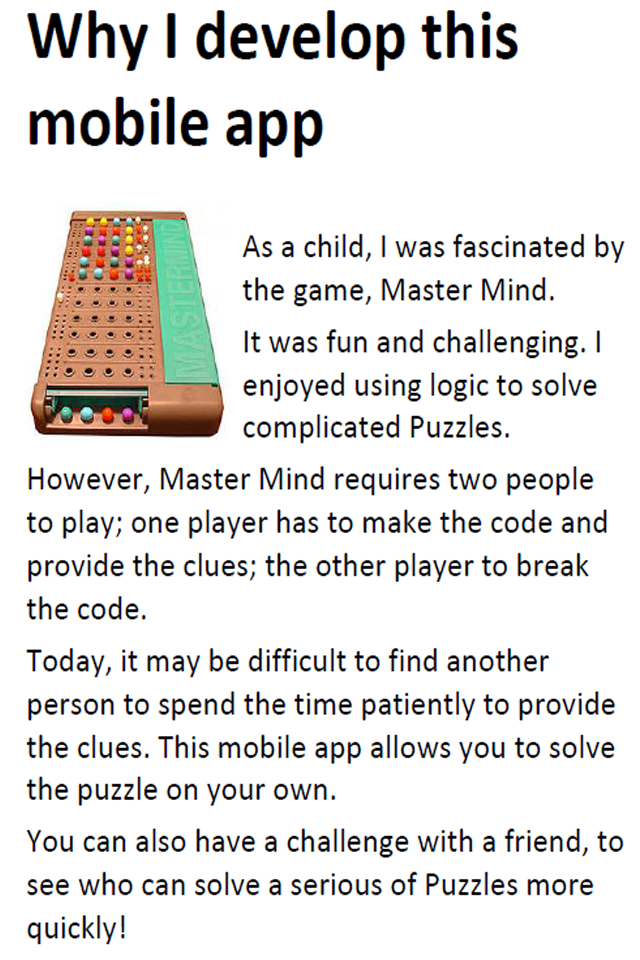 Why I develop this
mobile app
MASTERMIND
As a child, I was fascinated by
the game, Master Mind.
It was fun and challenging. I
enjoyed using logic to solve
complicated Puzzles.
However, Master Mind requires two people
to play; one player has to make the code and
provide the clues; the other player to break
the code.
Today, it may be difficult to find another
person to spend the time patiently to provide
the clues. This mobile app allows you to solve
the puzzle on your own.
You can also have a challenge with a friend, to
see who can solve a serious of Puzzles more
quickly!